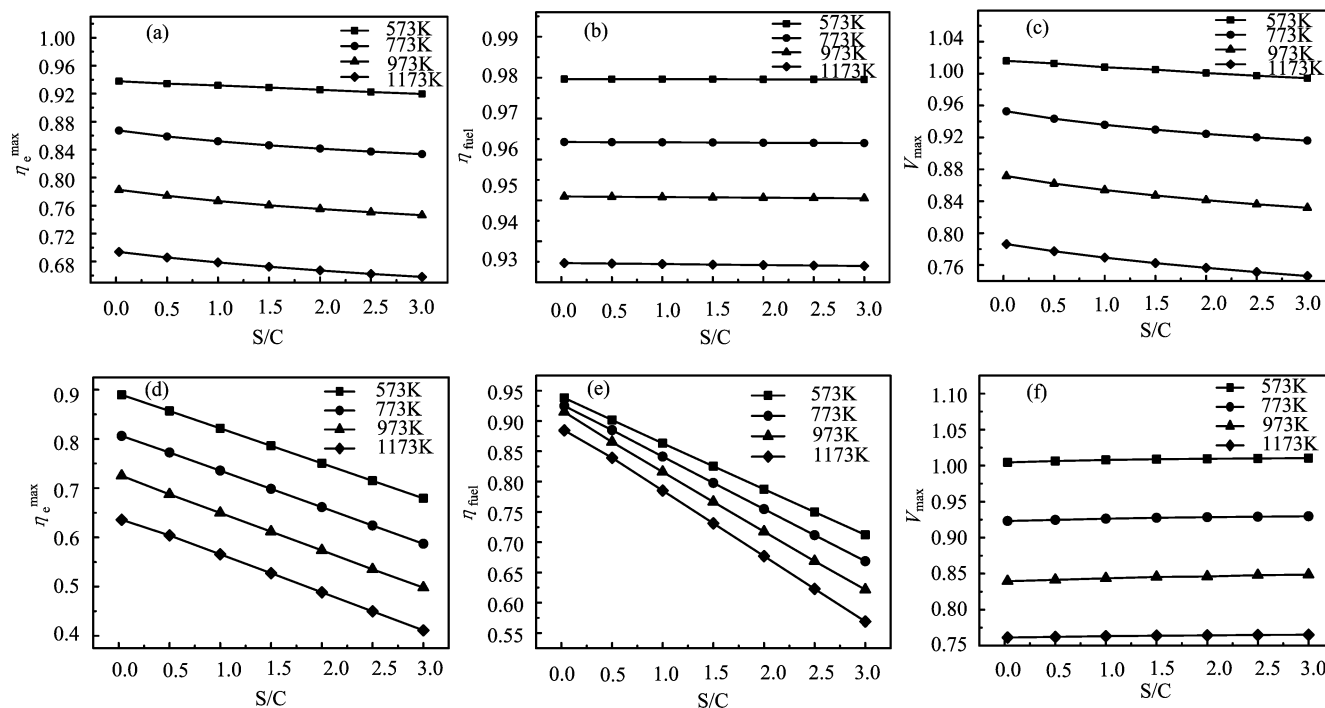 (a)
573K
773K
973K
1173K
1.00
0.96
0.92
0.88
0.84
0.80
0.76
0.72
0.68
η e max
0.0 0.5 1.0 1.5 2.0 2.5 3.0
S/C
(b)
573K
773K
973K
1173K
0.99
0.98
0.97
0.96
0.95
0.94
0.93
η fuel
0.0 0.5 1.0 1.5 2.0 2.5 3.0
S/C
(c)
573K
773K
973K
1173K
1.04
1.00
0.96
0.92
0.88
0.84
0.80
0.76
V max
0.0 0.5 1.0 1.5 2.0 2.5 3.0
S/C
(d)
573K
773K
973K
1173K
0.9
0.8
0.7
0.6
0.5
0.4
η e max
0.0 0.5 1.0 1.5 2.0 2.5 3.0
S/C
(e)
573K
773K
973K
1173K
0.95
0.90
0.85
0.80
0.75
0.70
0.65
0.60
0.55
η fuel
0.0 0.5 1.0 1.5 2.0 2.5 3.0
S/C
(f)
573K
773K
973K
1173K
1.10
1.05
1.00
0.95
0.90
0.85
0.80
0.75
V max
0.0 0.5 1.0 1.5 2.0 2.5 3.0
S/C